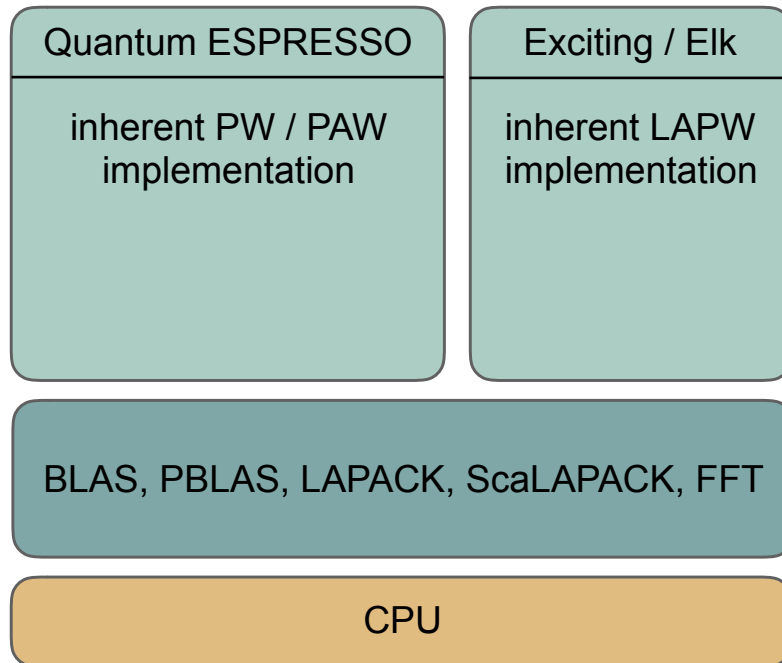 Quantum ESPRESSO
inherent PW / PAW
implementation
Exciting / Elk
inherent LAPW
implementation
BLAS, PBLAS, LAPACK, ScaLAPACK, FFT
CPU